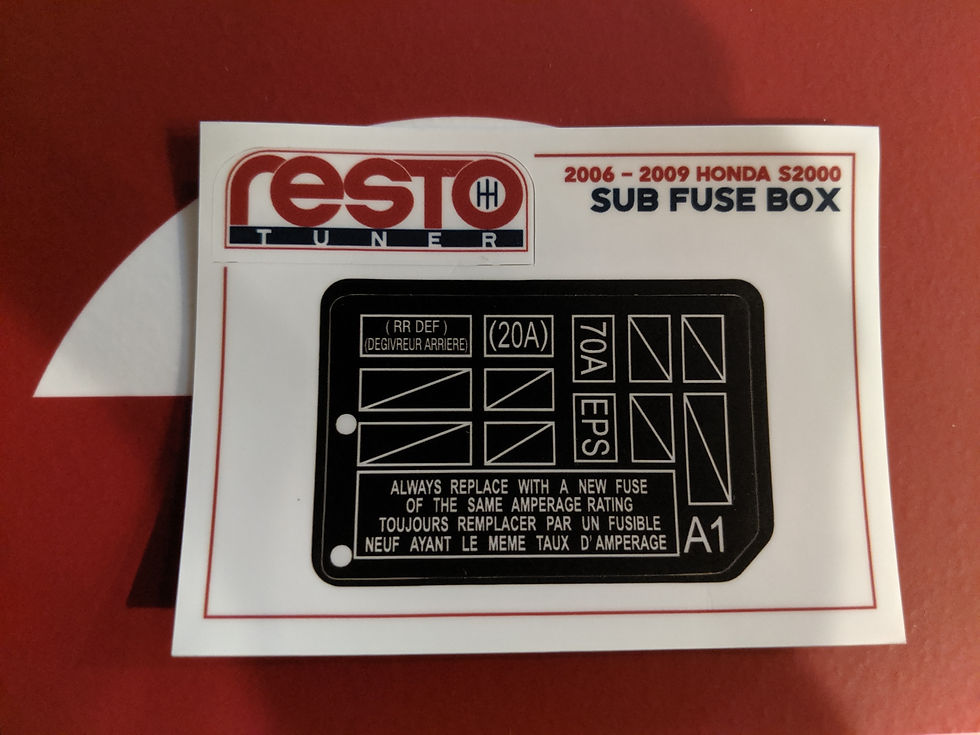 resto
TUNER
2006 - 2009 HONDA S2000
SUB FUSE BOX
( RR DEF )
(DEGIVREUR ARRIERE)
(20A)
70A
EPS
ALWAYS REPLACE WITH A NEW FUSE
OF THE SAME AMPERAGE RATING
TOUJOURS REMPLACER PAR UN FUSIBLE
NEUF AYANT LE MEME TAUX D'AMPERAGE
A1